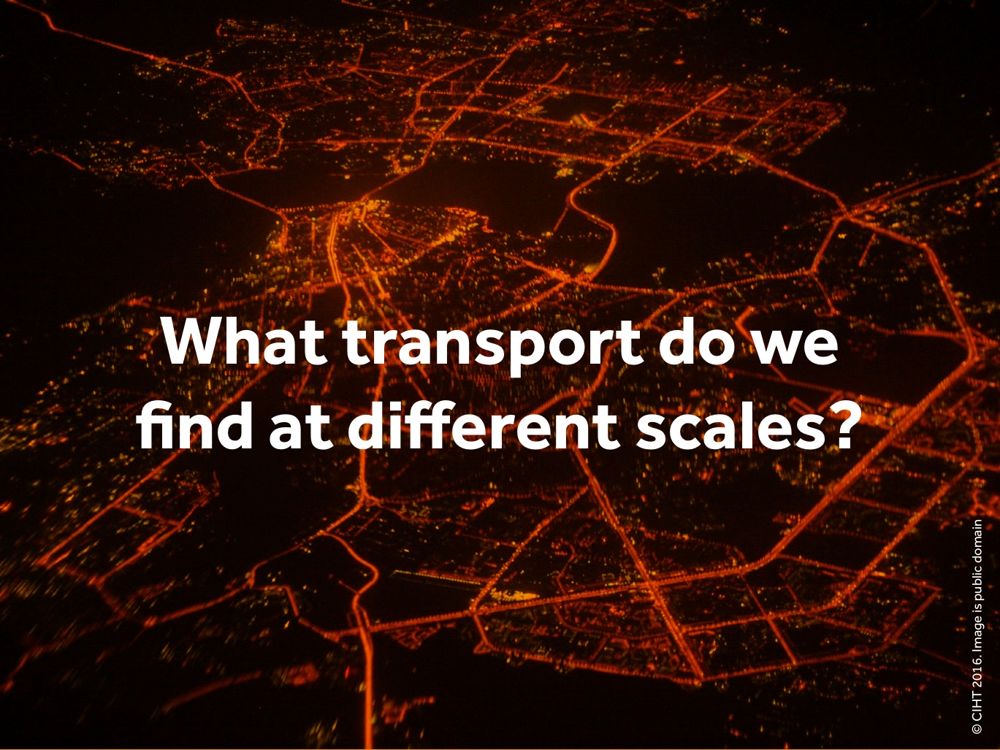 What transport do we
find at different scales?
© CIHT 2016. Image is public domain